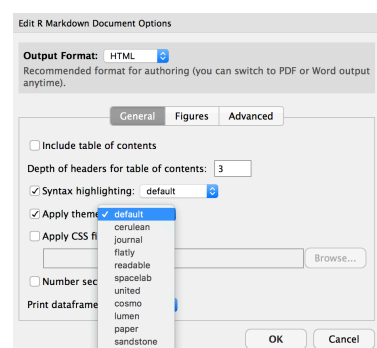 Edit R Markdown Document Options
Output Format: HTML
Recommended format for authoring (you can switch to PDF or Word output
anytime).
General Figures Advanced
Include table of contents
Depth of headers for table of contents: 3
Syntax highlighting: default
Apply theme default
cerulean
Apply CSS fi journal
flatly
readable Browse...
spacelab
Number sec united
cosmo
Print dataframe lumen
paper
sandstone OK Cancel